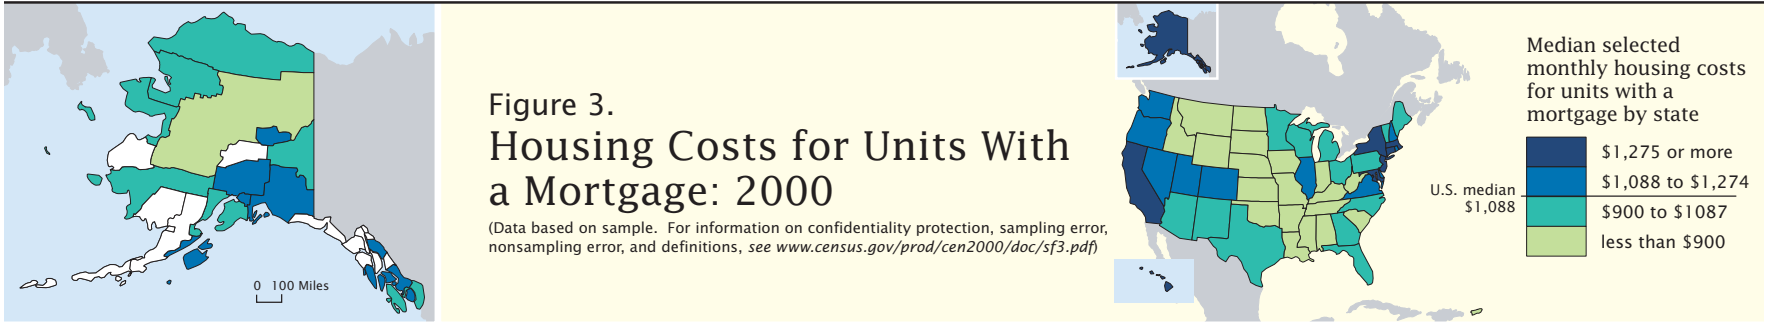 Figure 3.
Housing Costs for Units With
a Mortgage: 2000
(Data based on sample.  For information on confidentiality protection, sampling error,
nonsampling error, and definitions, see www.census.gov/prod/cen2000/doc/sf3.pdf)
0 100 Miles
Median selected
monthly housing costs
for units with a
mortgage by state
$1,275 or more
$1,088 to $1,274
U.S. median
$1,088
$900 to $1087
less than $900